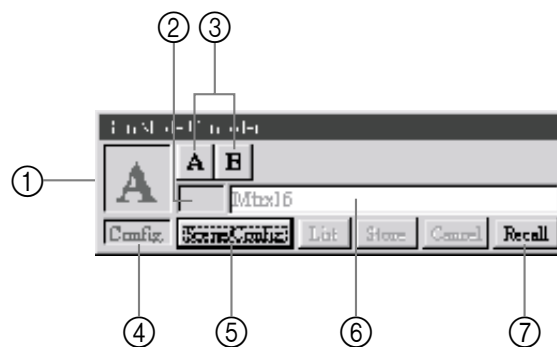 ② ③
①
A A B
Mtrx16
Config. Scene/Config List Store Cancel Recall
④ ⑤ ⑥ ⑦